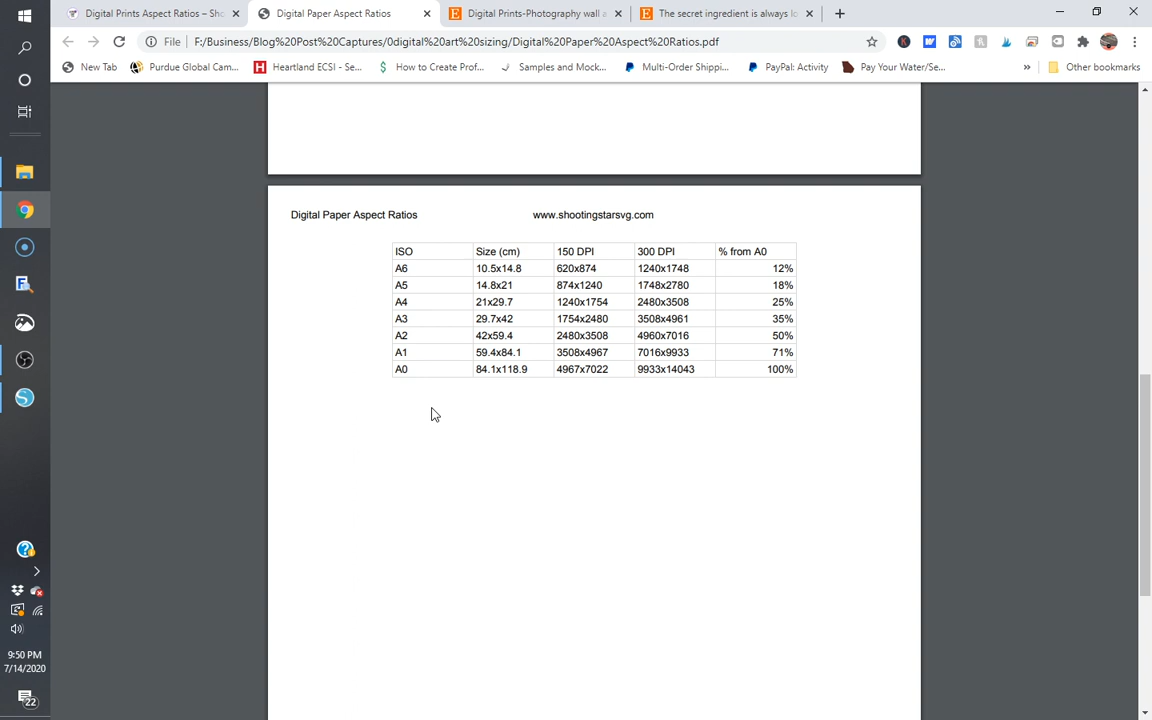 Digital Prints Aspect Ratios – Sho
Digital Paper Aspect Ratios
Digital Prints-Photography wall a
The secret ingredient is always lo
File
F:/Business/Blog%20Post%20Captures/0digital%20art%20sizing/Digital%20Paper%20Aspect%20Ratios.pdf
New Tab
Purdue Global Cam...
Heartland ECSI - Se...
How to Create Prof...
Samples and Mock...
Multi-Order Shippi...
PayPal: Activity
Pay Your Water/Se...
»
Other bookmarks
Digital Paper Aspect Ratios www.shootingstarsvg.com
ISO Size (cm) 150 DPI 300 DPI % from A0
A6 10.5x14.8 620x874 1240x1748 12%
A5 14.8x21 874x1240 1748x2780 18%
A4 21x29.7 1240x1754 2480x3508 25%
A3 29.7x42 1754x2480 3508x4961 35%
A2 42x59.4 2480x3508 4960x7016 50%
A1 59.4x84.1 3508x4967 7016x9933 71%
A0 84.1x118.9 4967x7022 9933x14043 100%
9:50 PM
7/14/2020
22